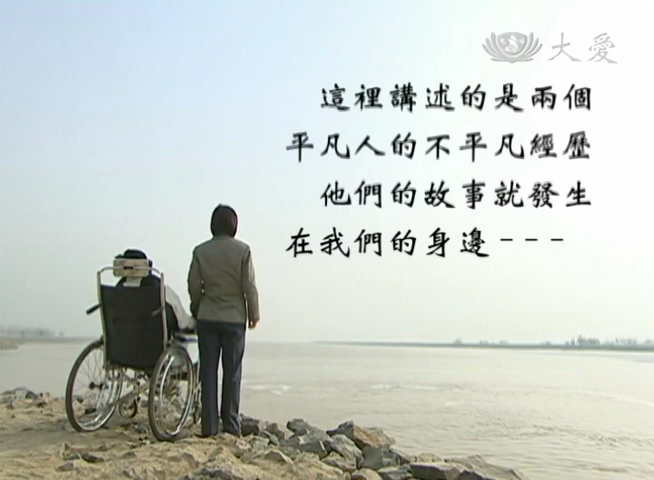 大愛
這裡講述的是兩個
平凡人的不平凡經歷
他們的故事就發生
在我們的身邊---